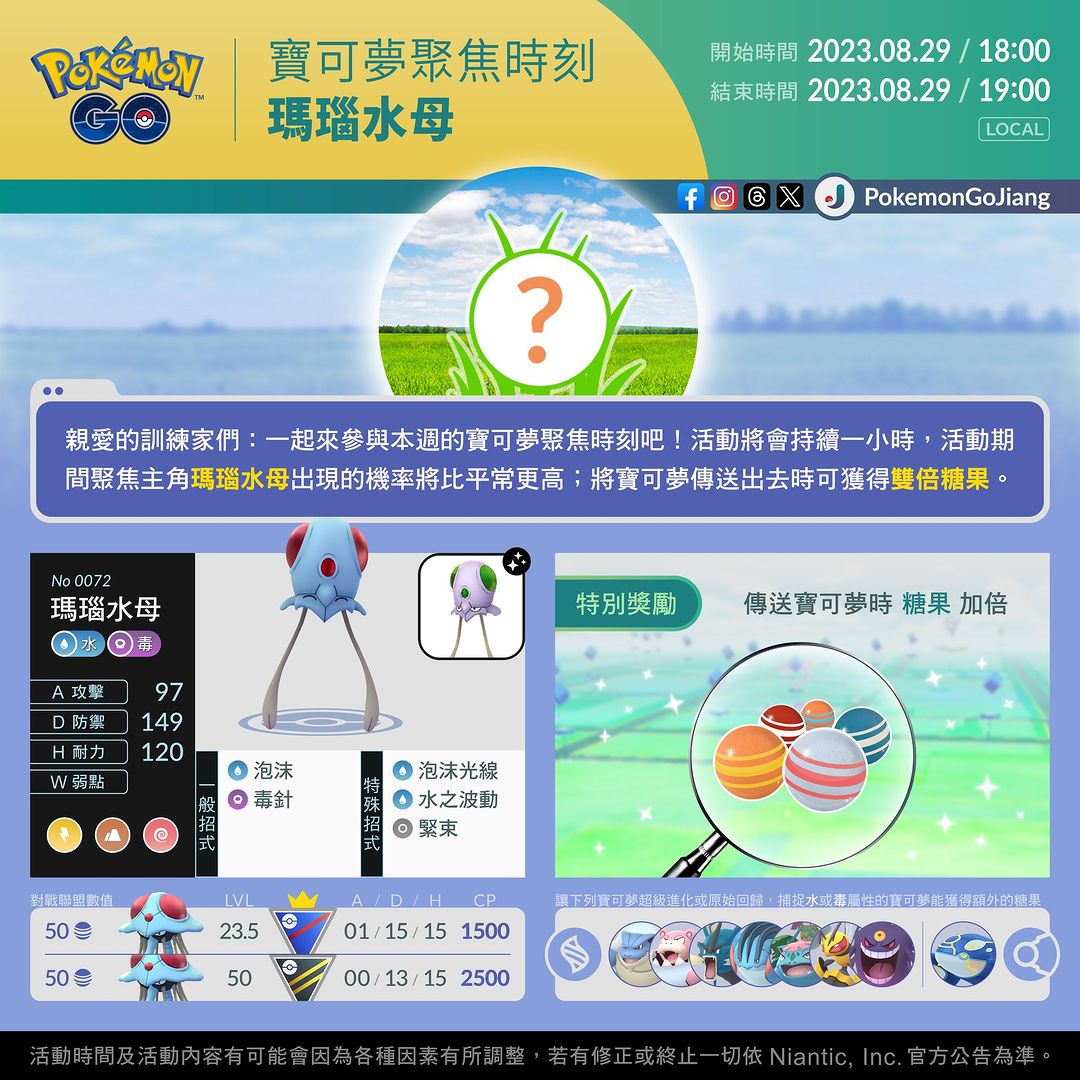 POKÉMON GO
TM
寶可夢聚焦時刻
瑪瑙水母
開始時間 2023.08.29 / 18:00
結束時間 2023.08.29 / 19:00
LOCAL
PokemonGoJiang
?
親愛的訓練家們：一起來參與本週的寶可夢聚焦時刻吧！活動將會持續一小時，活動期
間聚焦主角瑪瑙水母出現的機率將比平常更高；將寶可夢傳送出去時可獲得雙倍糖果。
No 0072
瑪瑙水母
水 毒
A 攻擊 97
D 防禦 149
H 耐力 120
W 弱點
一般招式
泡沫
毒針
特殊招式
泡沫光線
水之波動
緊束
特別獎勵
傳送寶可夢時 糖果 加倍
對戰聯盟數值 LVL A / D / H CP
50 23.5 01 / 15 / 15 1500
50 50 00 / 13 / 15 2500
讓下列寶可夢超級進化或原始回歸，捕捉水或毒屬性的寶可夢能獲得額外的糖果
活動時間及活動內容有可能會因為各種因素有所調整，若有修正或終止一切依 Niantic, Inc. 官方公告為準。